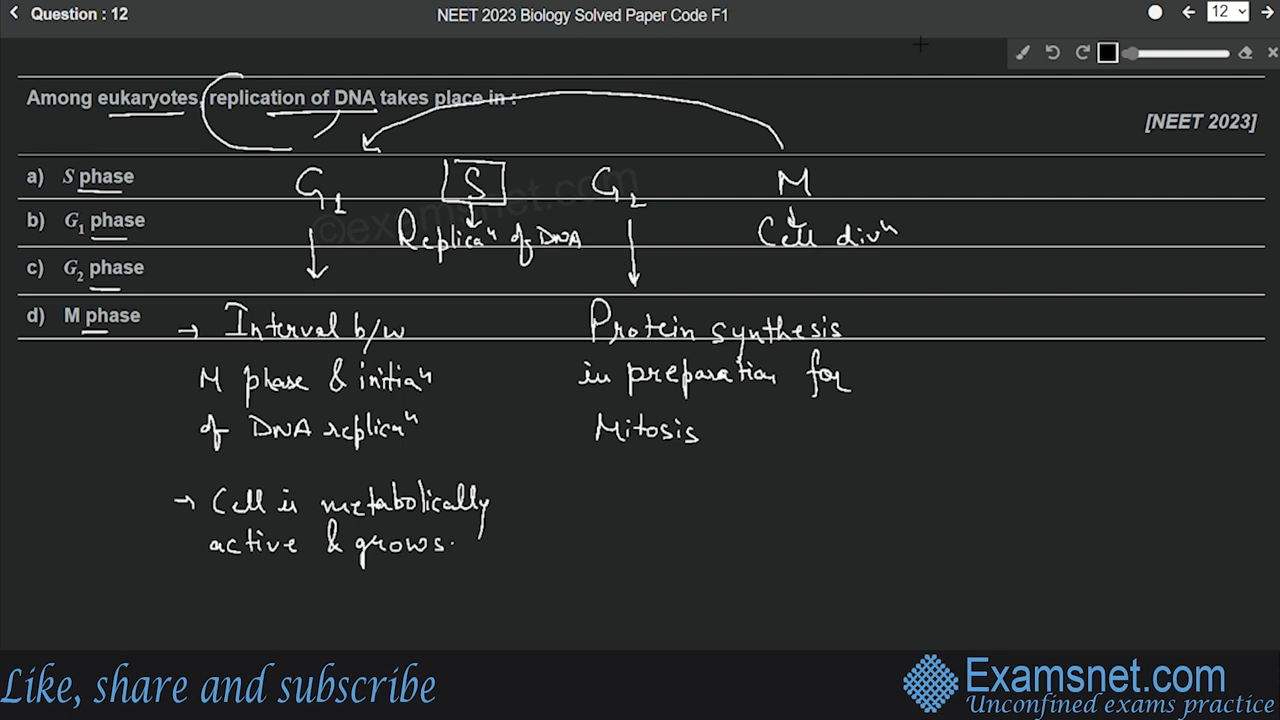 Question : 12
NEET 2023 Biology Solved Paper Code F1
12
Among eukaryotes, replication of DNA takes place in :
[NEET 2023]
a) S phase
b) G1 phase
c) G2 phase
d) M phase
G1 S G2 M
Replicaⁿ of DNA
Cell divⁿ
→ Interval b/w
M phase & initiaⁿ
of DNA replicaⁿ
→ Cell is metabolically
active & grows.
Protein synthesis
in preparation for
Mitosis
©examsnet.com
Like, share and subscribe
Examsnet.com
Unconfined exams practice